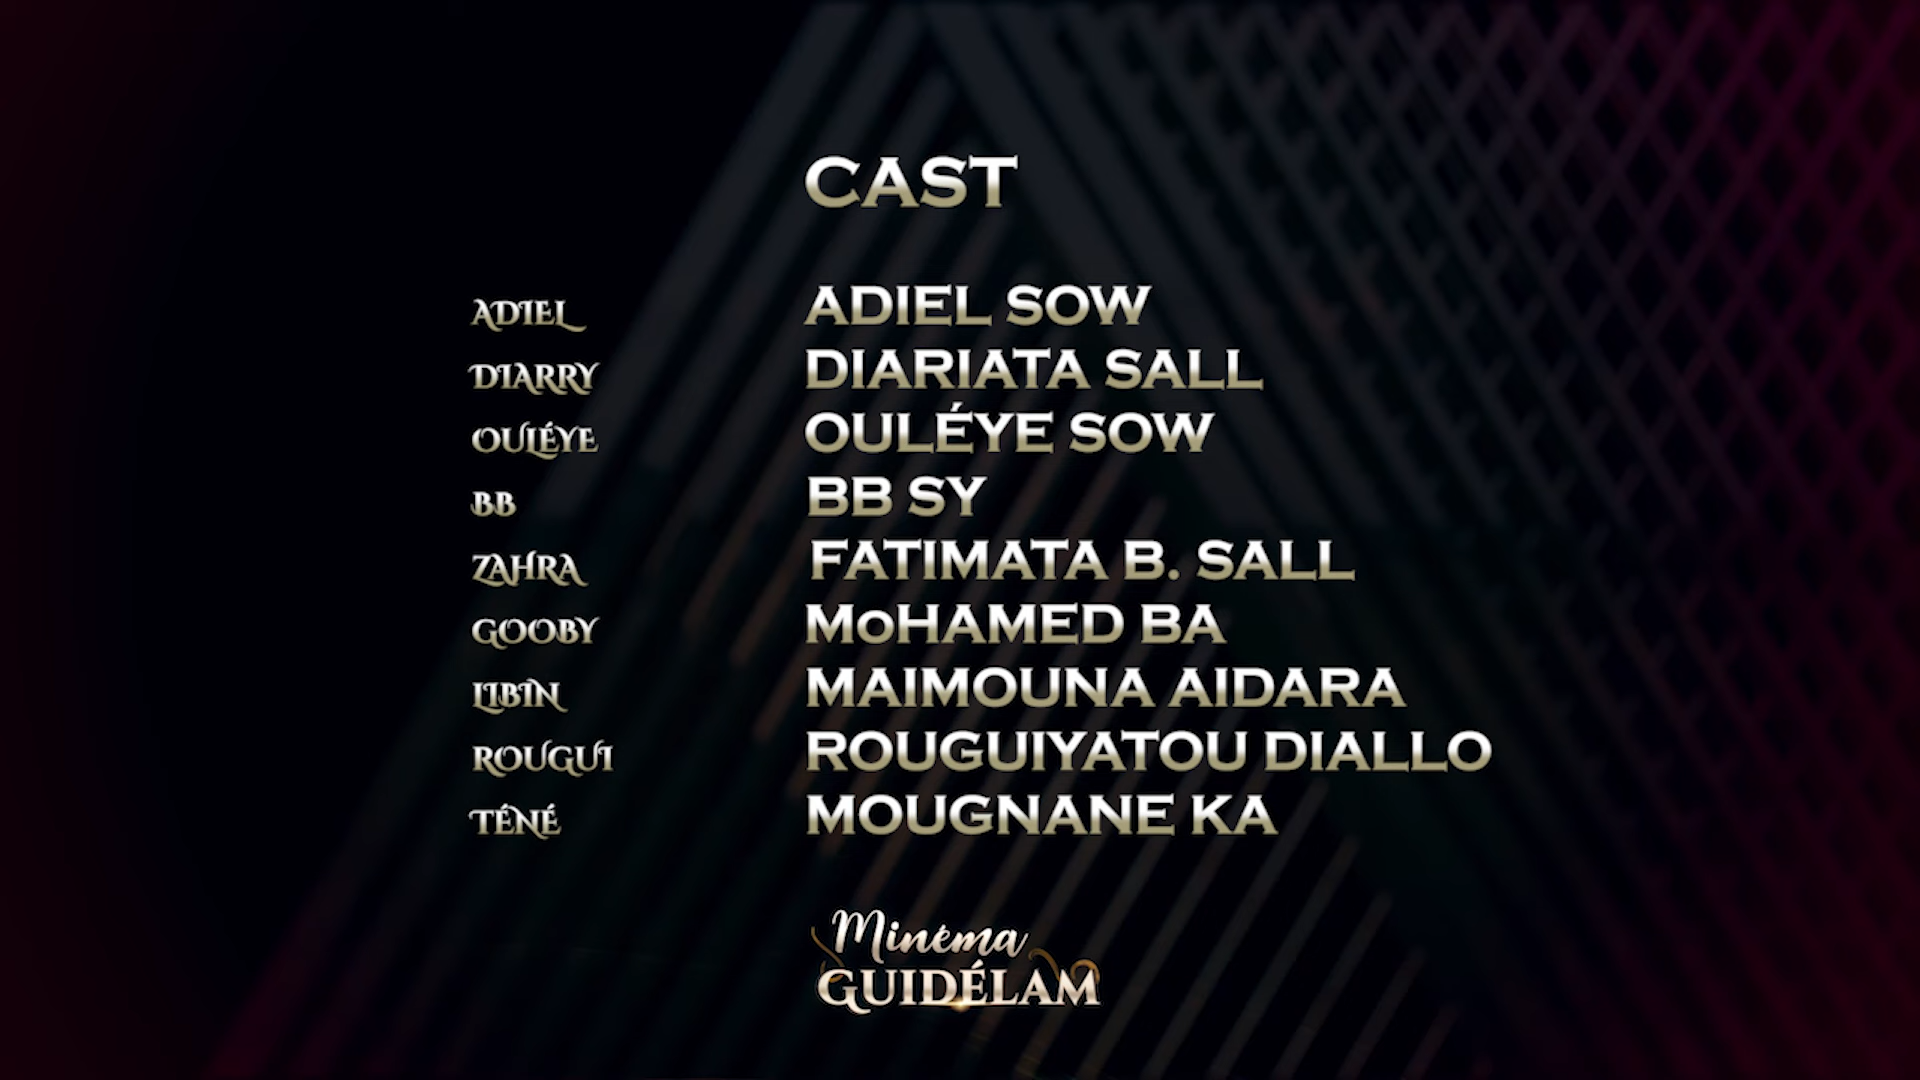 CAST
ADIEL ADIEL SOW
DIARRY DIARIATA SALL
OULÉYE OULÉYE SOW
BB BB SY
ZAHRA FATIMATA B. SALL
GOOBY MoHAMED BA
LIBIN MAIMOUNA AIDARA
ROUGUI ROUGUIYATOU DIALLO
TÉNÉ MOUGNANE KA
Minéma
GUIDÉLAM